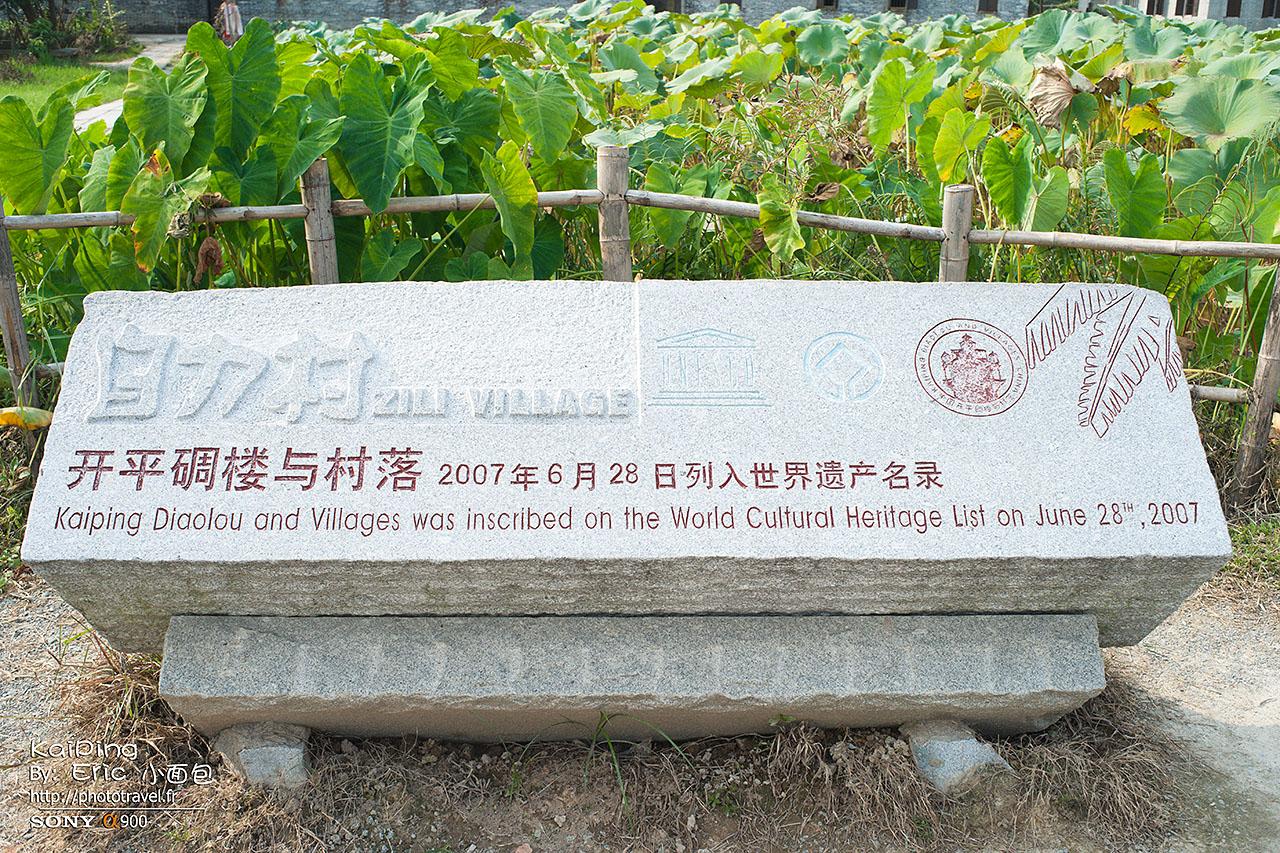 自力村 ZILI VILLAGE
开平碉楼与村落 2007年6月28日列入世界遗产名录
Kaiping Diaolou and Villages was inscribed on the World Cultural Heritage List on June 28TH, 2007
KaiDing
By: Eric 小面包
http://phototravel.fr
SONY α900